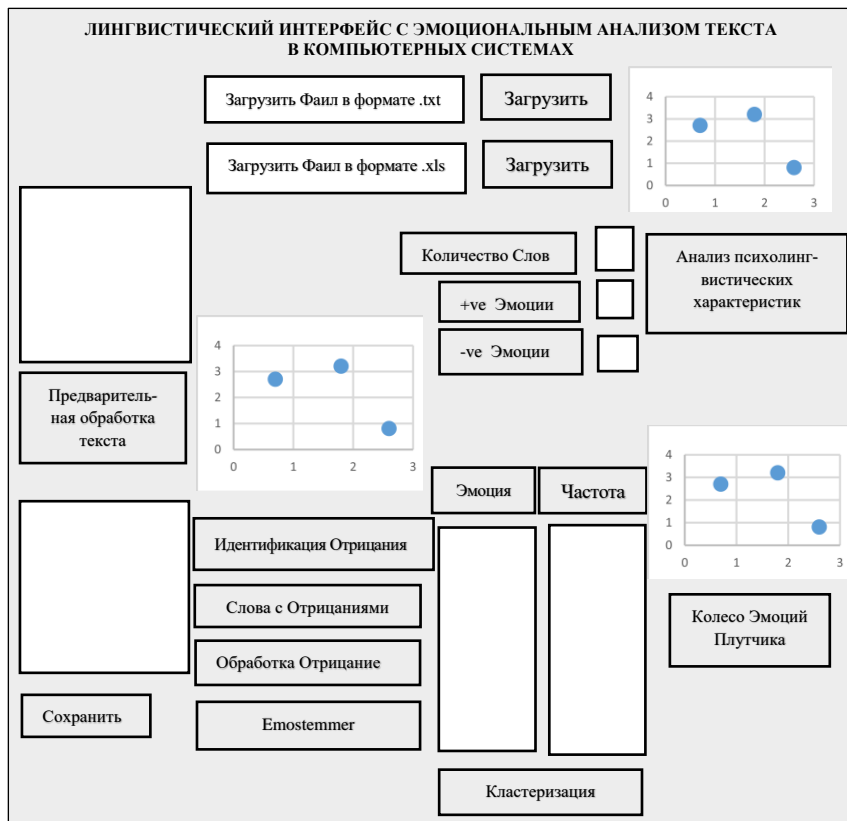 ЛИНГВИСТИЧЕСКИЙ ИНТЕРФЕЙС С ЭМОЦИОНАЛЬНЫМ АНАЛИЗОМ ТЕКСТА
В КОМПЬЮТЕРНЫХ СИСТЕМАХ
Загрузить Фаил в формате .txt
Загрузить
Загрузить Фаил в формате .xls
Загрузить
4
3
2
1
0
0 1 2 3
Количество Слов
+ve Эмоции
-ve Эмоции
Анализ психолинг-
вистических
характеристик
4
3
2
1
0
0 1 2 3
Предваритель-
ная обработка
текста
Эмоция
Частота
4
3
2
1
0
0 1 2 3
Идентификация Отрицания
Слова с Отрицаниями
Обработка Отрицание
Колесо Эмоций
Плутчика
Сохранить
Emostemmer
Кластеризация